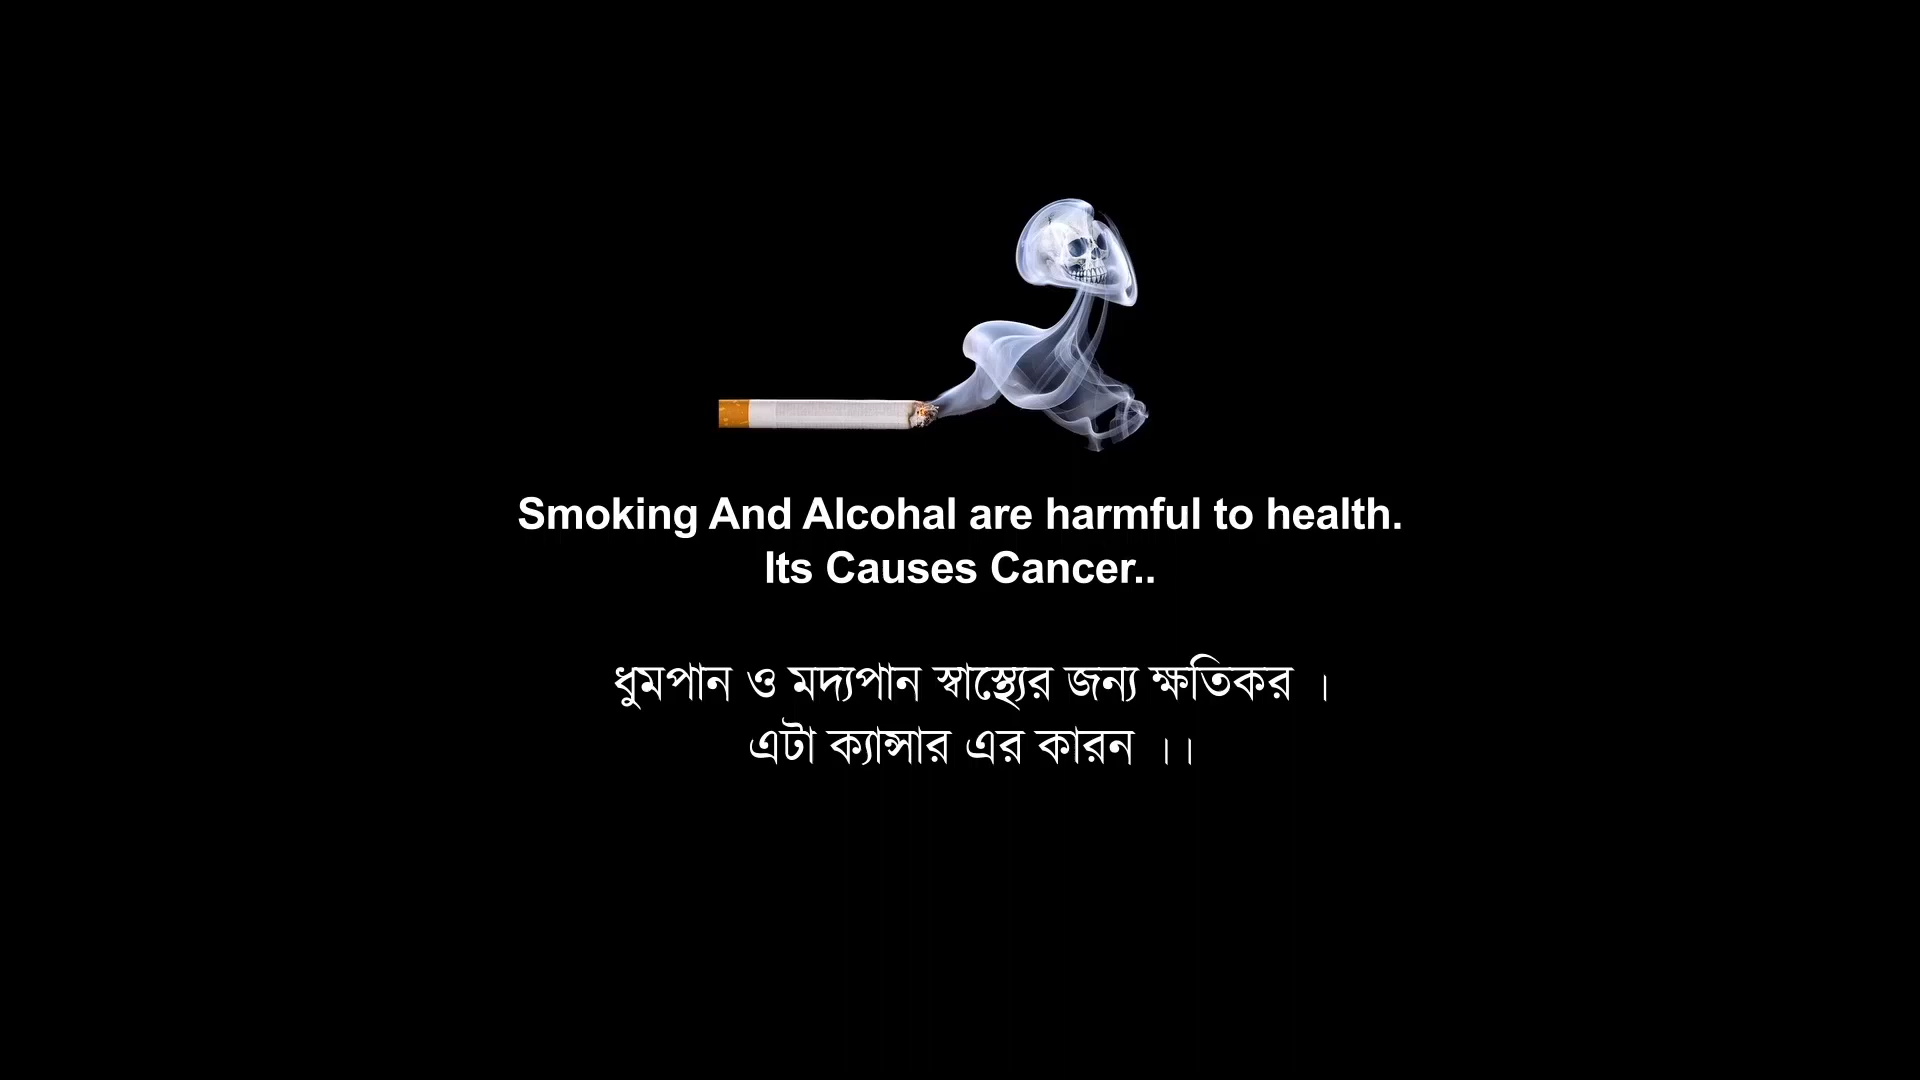 Smoking And Alcohal are harmful to health.
Its Causes Cancer..
ধুমপান ও মদ্যপান স্বাস্থ্যের জন্য ক্ষতিকর ।
এটা ক্যান্সার এর কারন ।।